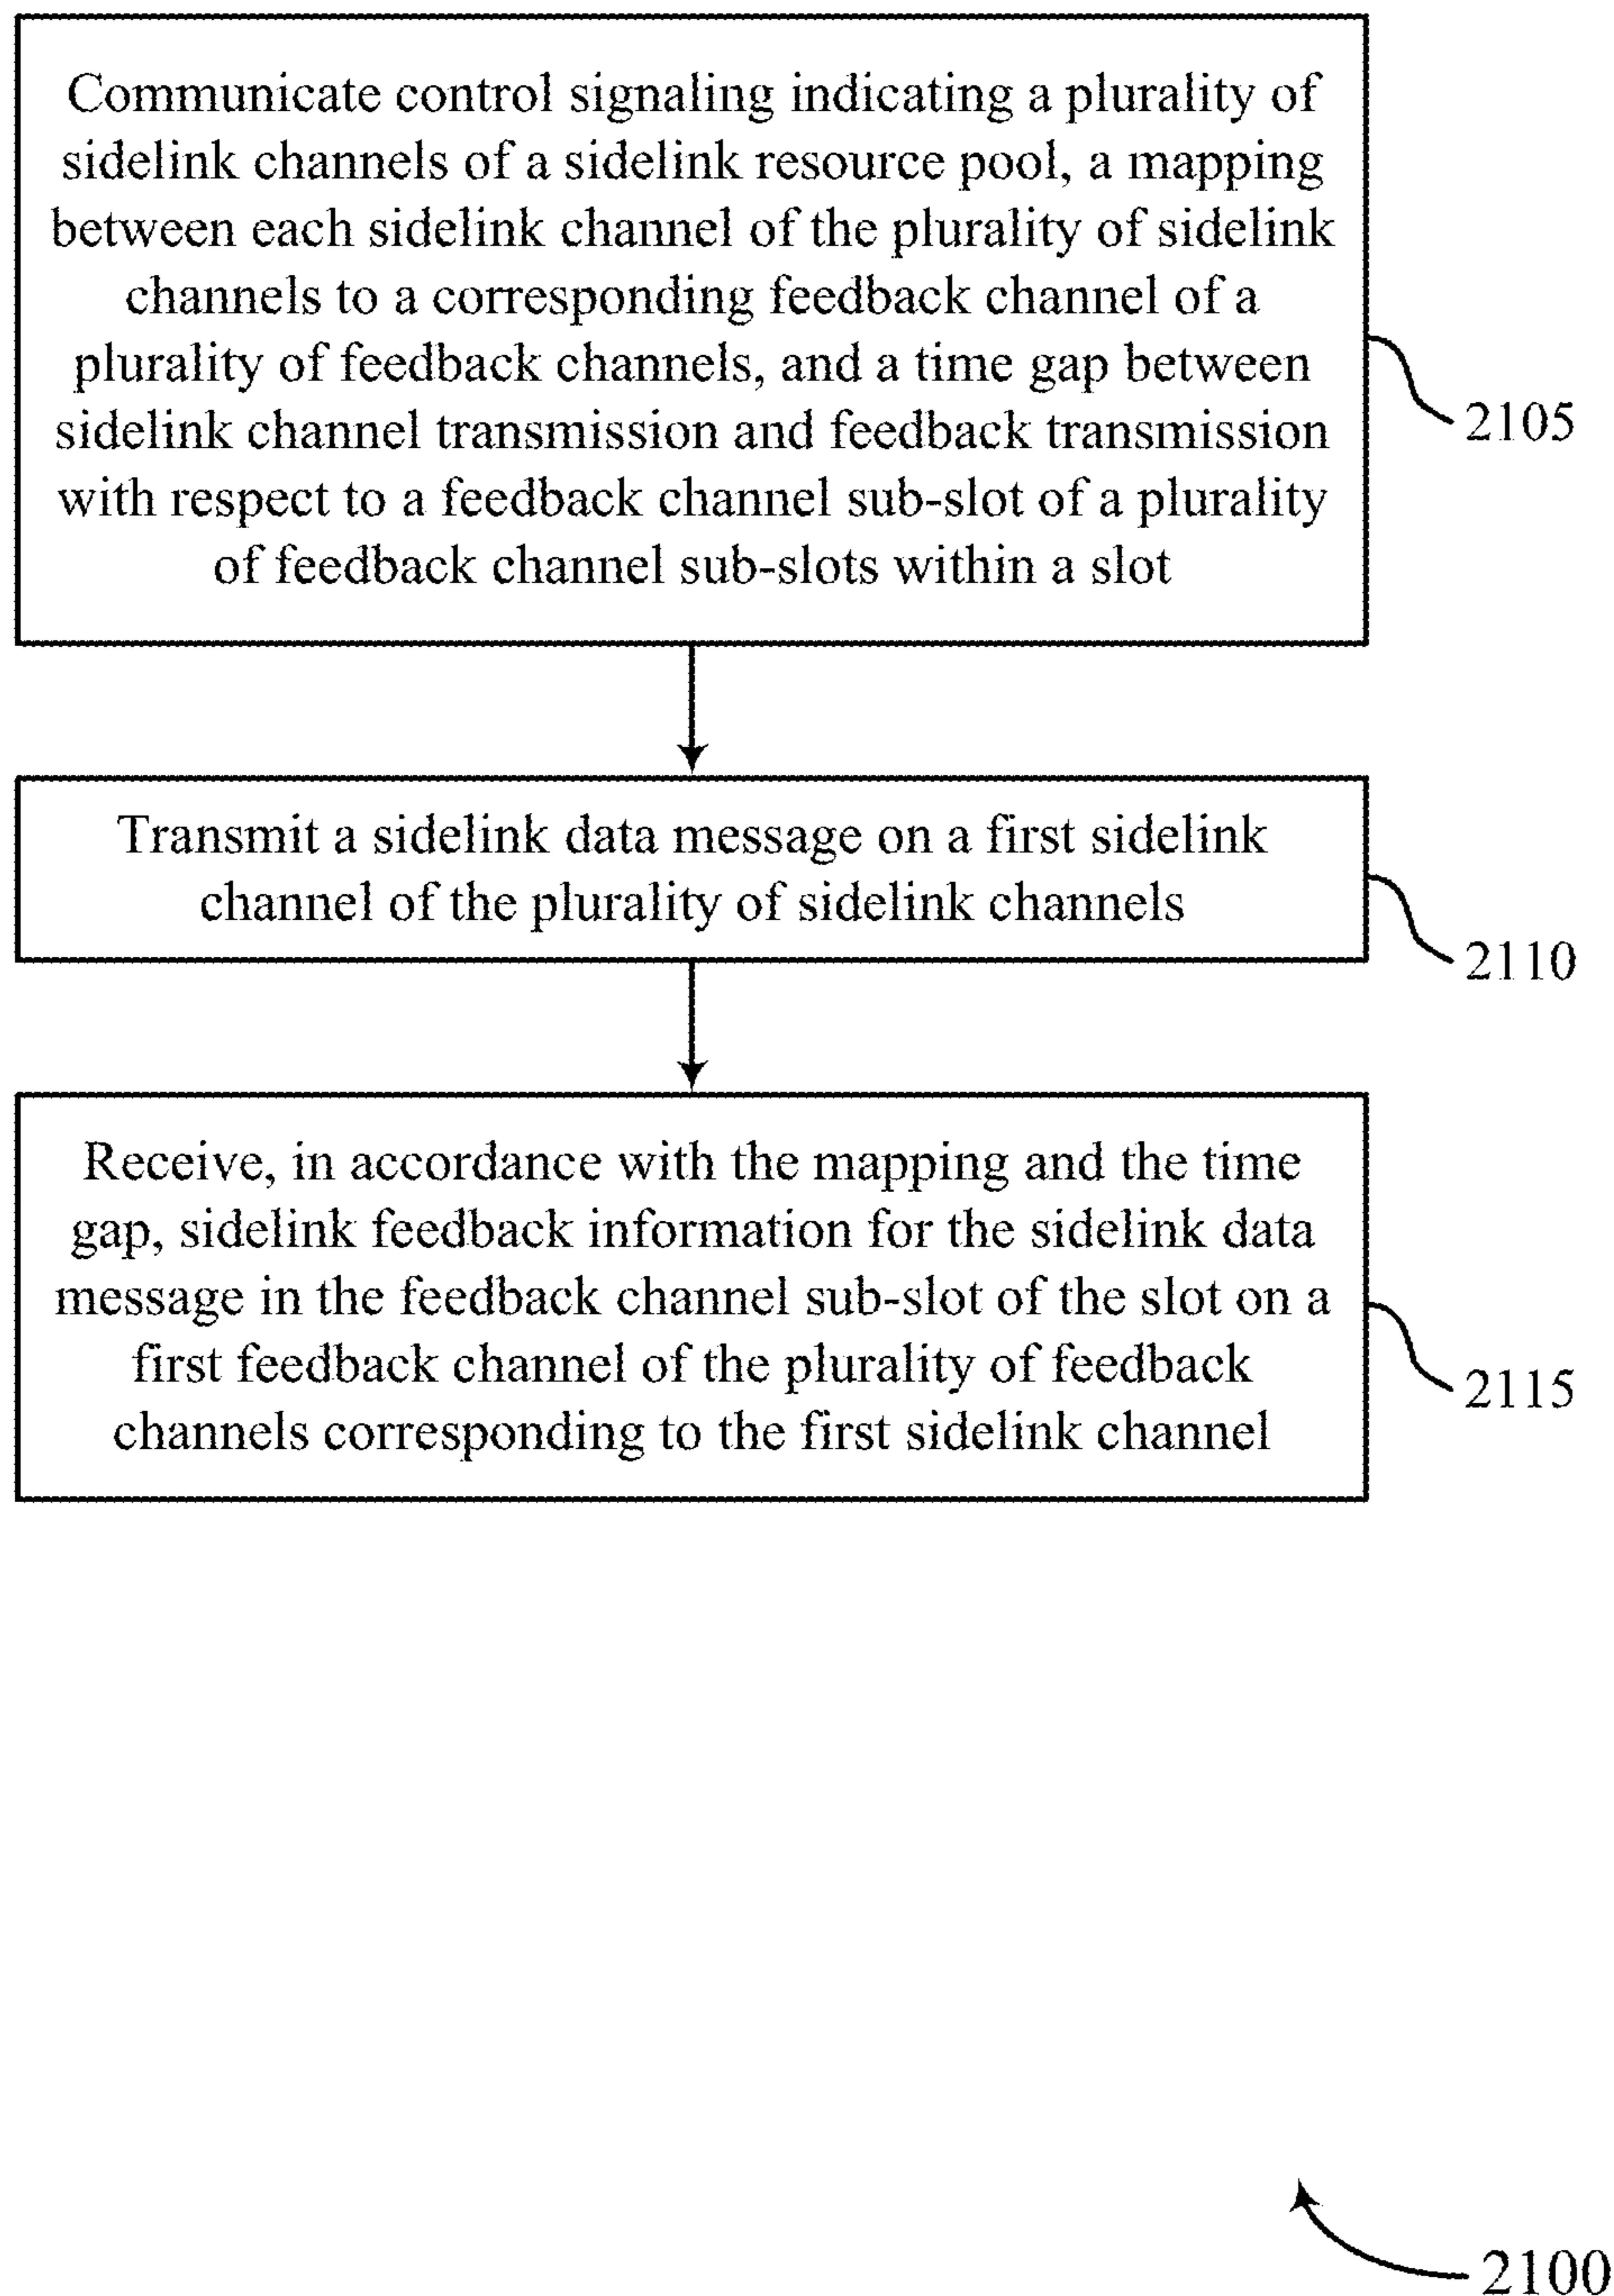 Communicate control signaling indicating a plurality of
sidelink channels of a sidelink resource pool, a mapping
between each sidelink channel of the plurality of sidelink
channels to a corresponding feedback channel of a
plurality of feedback channels, and a time gap between
sidelink channel transmission and feedback transmission
with respect to a feedback channel sub-slot of a plurality
of feedback channel sub-slots within a slot
2105
Transmit a sidelink data message on a first sidelink
channel of the plurality of sidelink channels
2110
Receive, in accordance with the mapping and the time
gap, sidelink feedback information for the sidelink data
message in the feedback channel sub-slot of the slot on a
first feedback channel of the plurality of feedback
channels corresponding to the first sidelink channel
2115
2100